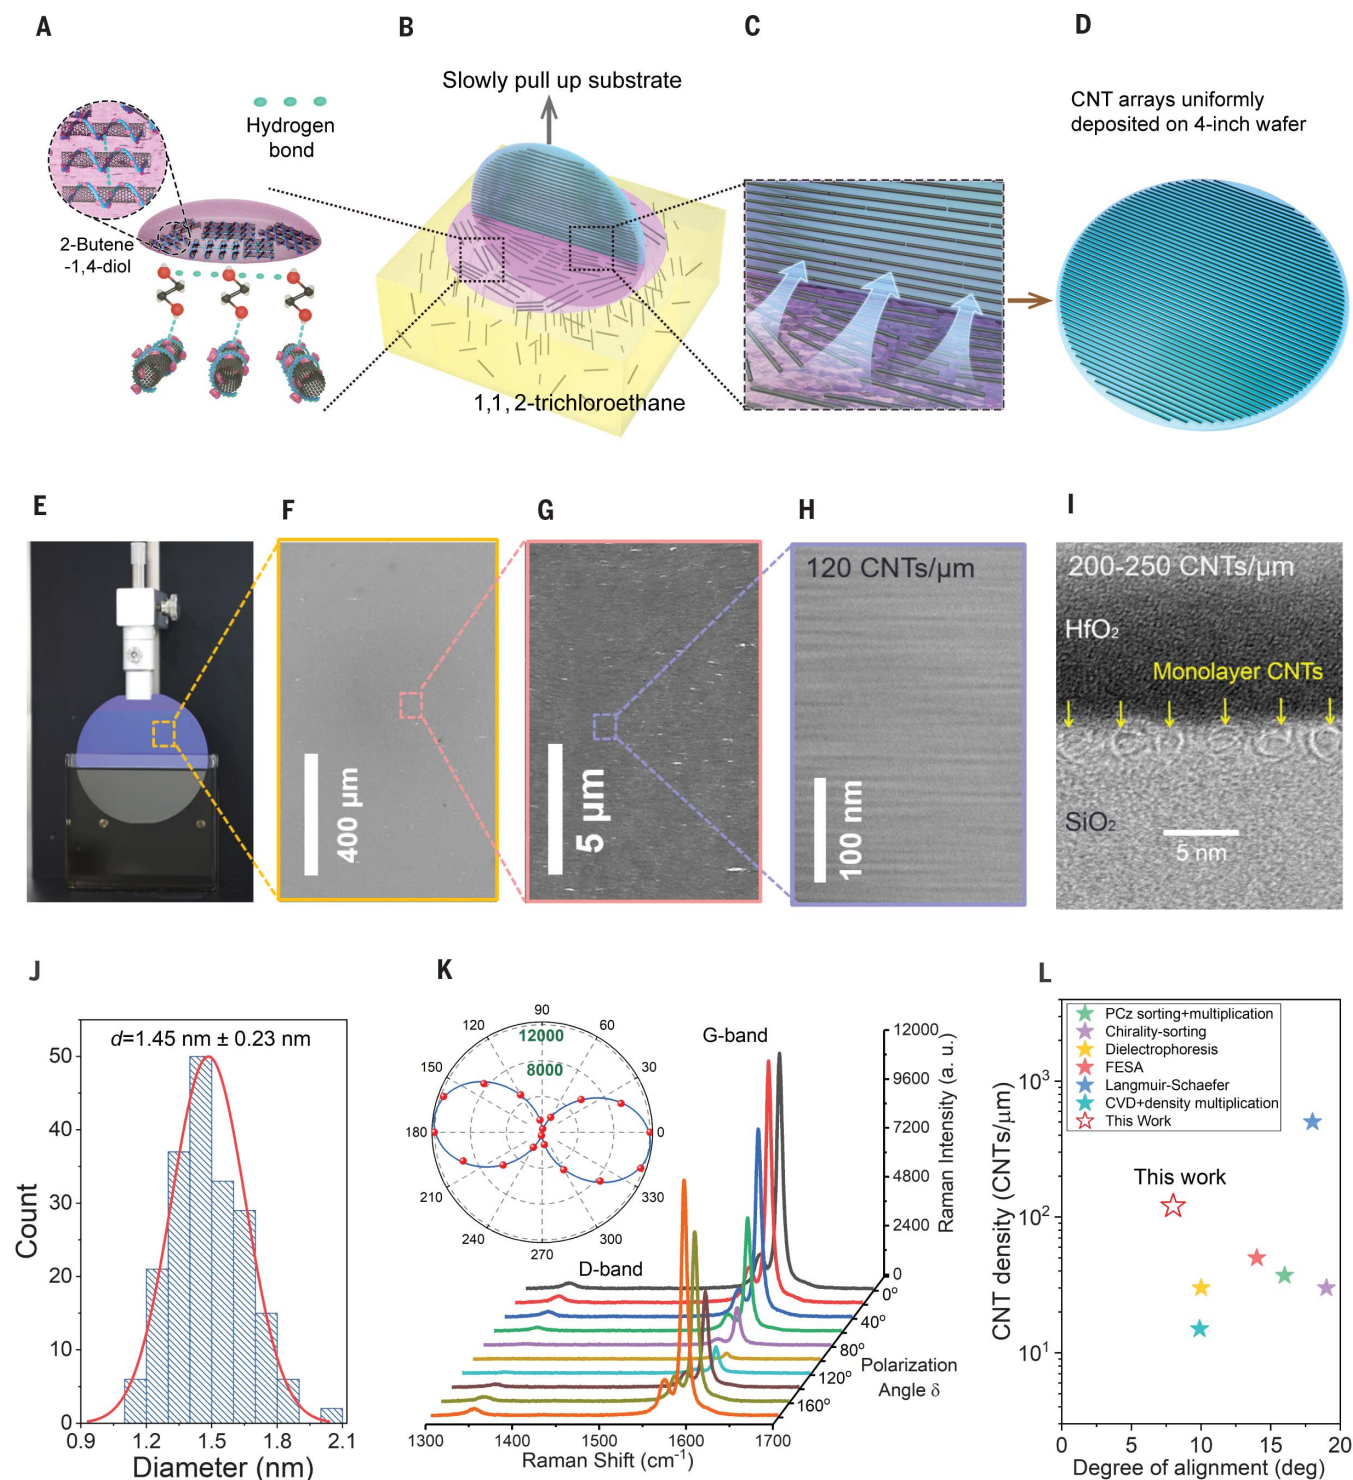 A
B
C
D
Slowly pull up substrate
CNT arrays uniformly
deposited on 4-inch wafer
Hydrogen
bond
2-Butene
-1,4-diol
1,1,2-trichloroethane
E
F
G
H
I
400 µm
5 µm
120 CNTs/µm
100 nm
200-250 CNTs/µm
HfO₂
Monolayer CNTs
SiO₂
5 nm
J
d=1.45 nm ± 0.23 nm
Count
50
40
30
20
10
0
0.9 1.2 1.5 1.8 2.1
Diameter (nm)
K
90
120 60
150 30
180 0
210 330
240 300
270
12000
8000
G-band
D-band
12000
9600
7200
4800
2400
0
Raman Intensity (a. u.)
0°
40°
80°
120°
160°
Polarization
Angle δ
1300 1400 1500 1600 1700
Raman Shift (cm⁻¹)
L
PCz sorting+multiplication
Chirality-sorting
Dielectrophoresis
FESA
Langmuir-Schaefer
CVD+density multiplication
This Work
This work
CNT density (CNTs/µm)
10³
10²
10¹
0 5 10 15 20
Degree of alignment (deg)